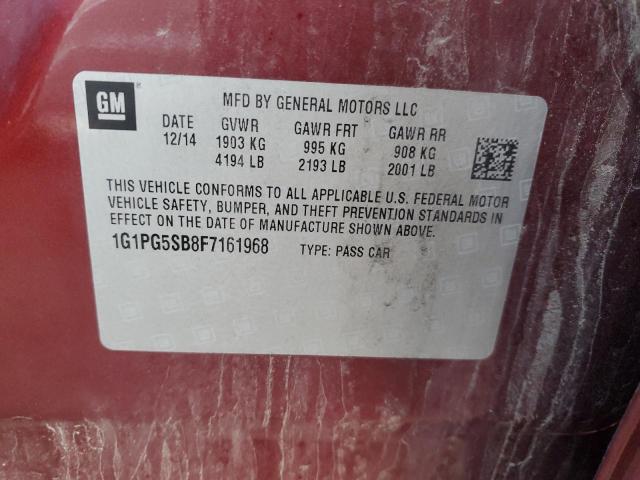 GM
MFD BY GENERAL MOTORS LLC
DATE GVWR GAWR FRT GAWR RR
12/14 1903 KG 995 KG 908 KG
4194 LB 2193 LB 2001 LB
THIS VEHICLE CONFORMS TO ALL APPLICABLE U.S. FEDERAL MOTOR
VEHICLE SAFETY, BUMPER, AND THEFT PREVENTION STANDARDS IN
EFFECT ON THE DATE OF MANUFACTURE SHOWN ABOVE.
1G1PG5SB8F7161968 TYPE: PASS CAR